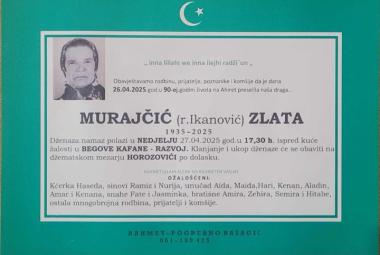 „ inna lillahi we inna ilejhi radži'un „
Obavještavamo rodbinu, prijatelje, poznanike i komšije da je dana
26.04.2025 god u 90-oj.godini života na Ahiret preselila naša draga...
MURAJČIĆ (r.Ikanović) ZLATA
1935-2025
Dženaza namaz polazi u NEDJELJU 27.04.2025 god.u 17,30 h. ispred kuće
žalosti u BEGOVE KAFANE - RAZVOJ. Klanjanje i ukop dženaze će se obaviti na
džematskom mezarju HOROZOVIĆI po dolasku.
OŽALOŠĆENI:
Kćerka Haseda, sinovi Ramiz i Nurija, unučad Aida, Maida,Hari, Kenan, Aladin,
Amar i Kenana, snahe Fate i Jasminka, bratične Amira, Zehira, Semira i Hitabe,
ostala mnogobrojna rodbina, prijatelji i komšije.
RAHMET-POGREBNO BAŠAGIĆ